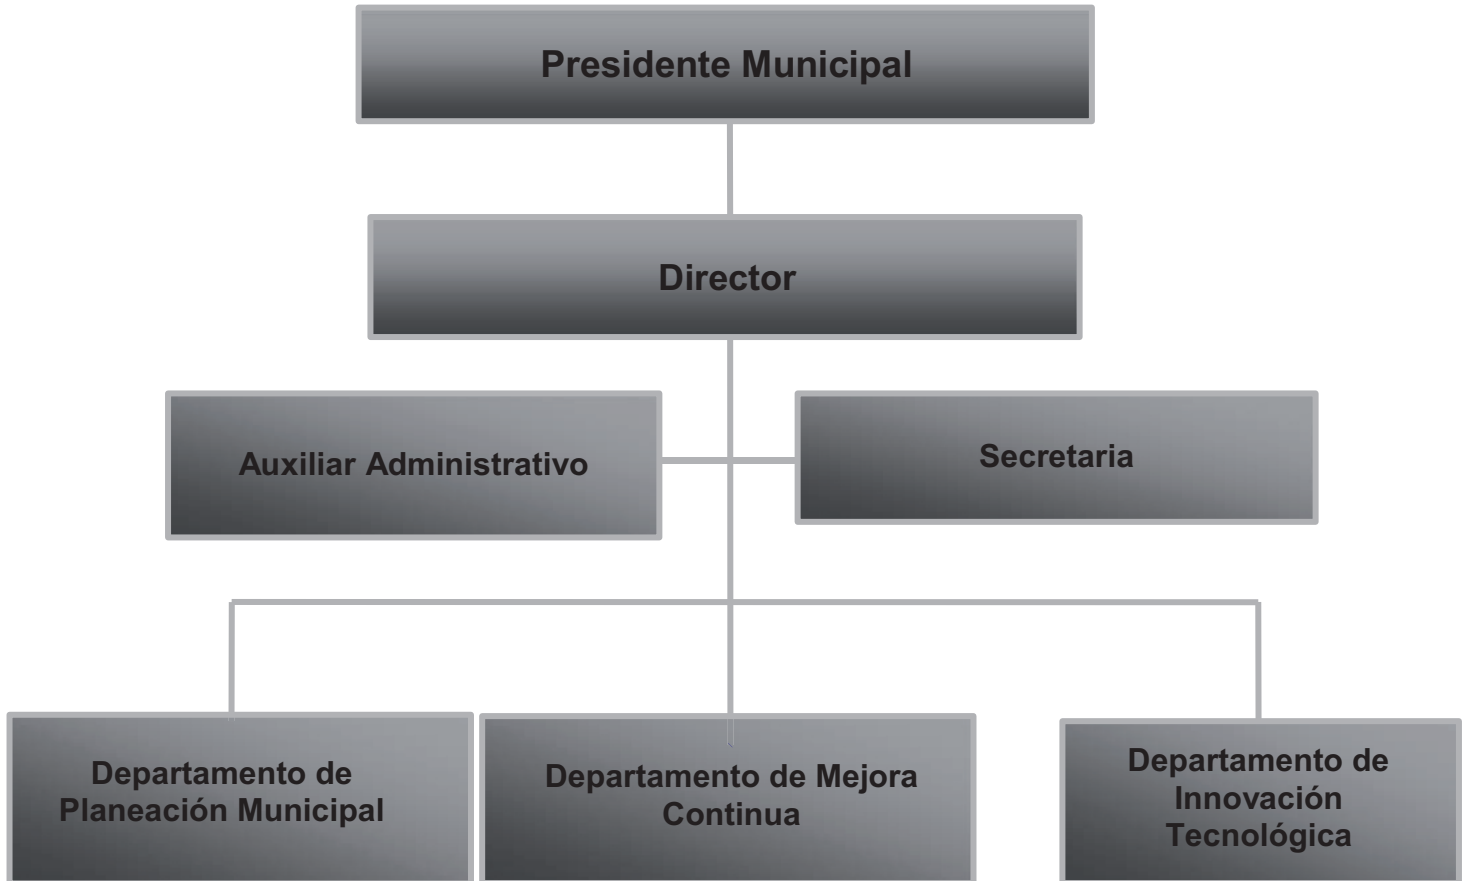 Presidente Municipal
Director
Auxiliar Administrativo
Secretaria
Departamento de
Planeación Municipal
Departamento de Mejora
Continua
Departamento de
Innovación
Tecnológica